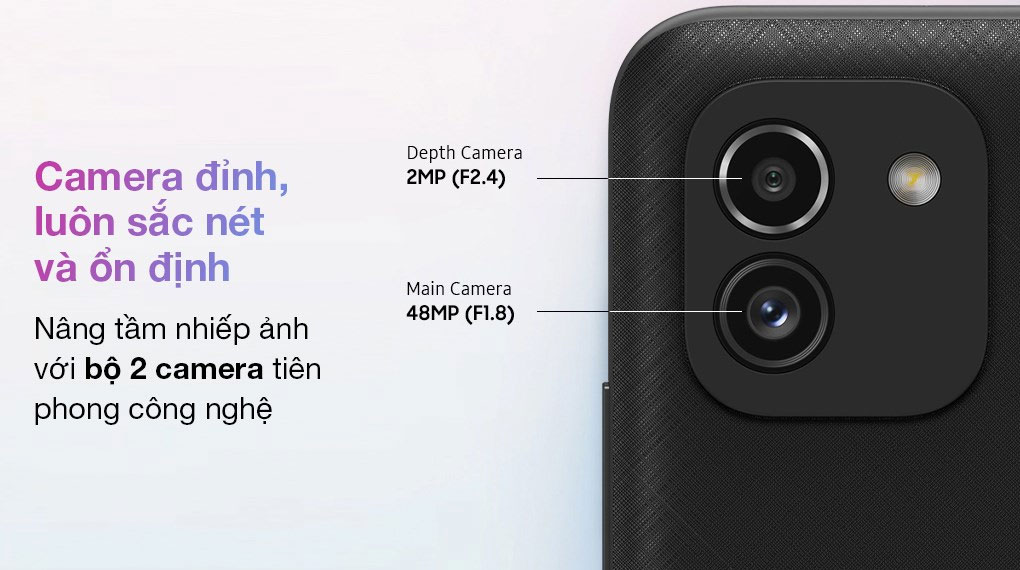 Camera đỉnh,
luôn sắc nét
và ổn định
Nâng tầm nhiếp ảnh
với bộ 2 camera tiên
phong công nghệ
Depth Camera
2MP (F2.4)
Main Camera
48MP (F1.8)